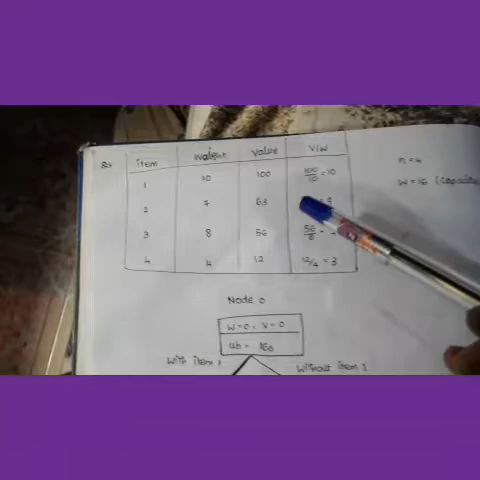 Q> item weight value v/w n=4
1 10 100 100/10 =10 W=16 (capacity
2 7 63 = 9
3 8 56 56/8 =
4 4 12 12/4 = 3
Node 0
W=0, V=0
ub= 160
With item 1 Without item 1